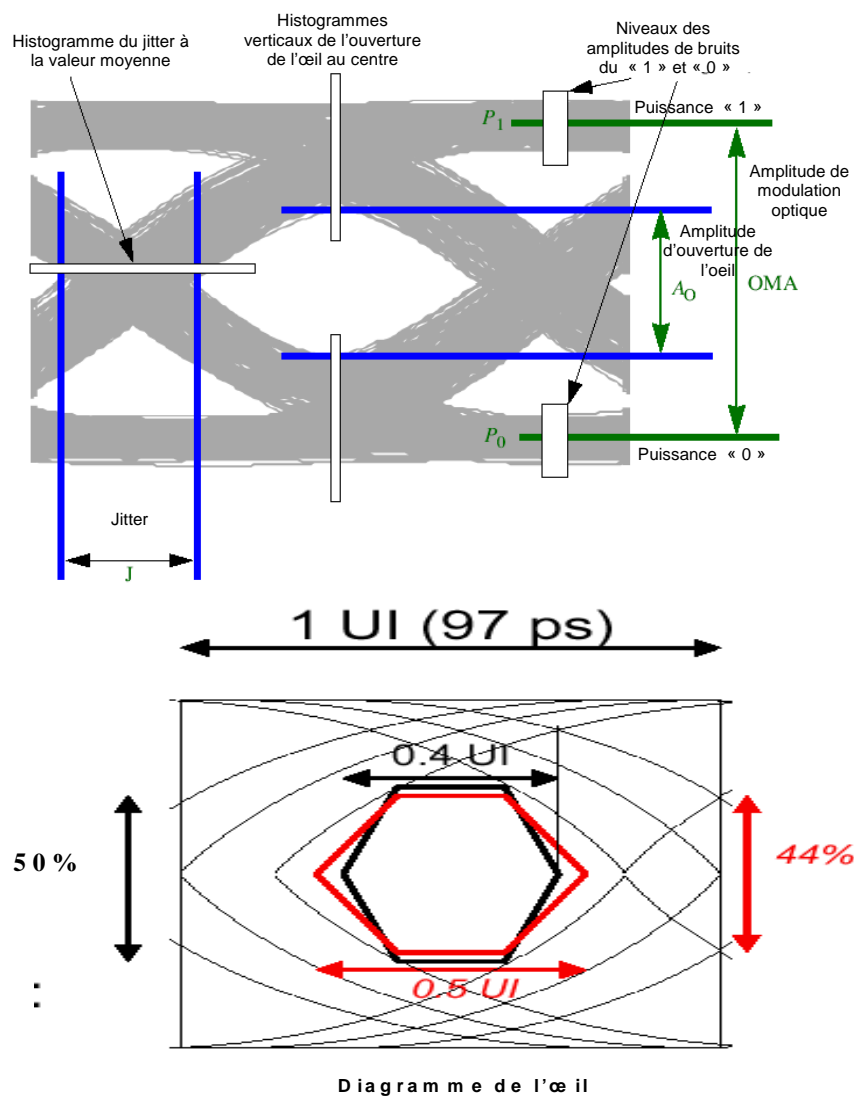 Histogramme du jitter à
la valeur moyenne
Histogrammes
verticaux de l'ouverture
de l'œil au centre
Niveaux des
amplitudes de bruits
du « 1 » et « 0 »
P1
Puissance « 1 »
Amplitude de
modulation
optique
Amplitude
d'ouverture de
l'oeil
AO
OMA
P0
Puissance « 0 »
Jitter
J
1 UI (97 ps)
0.4 UI
50%
44%
0.5 UI
:
Diagramme de l'œil